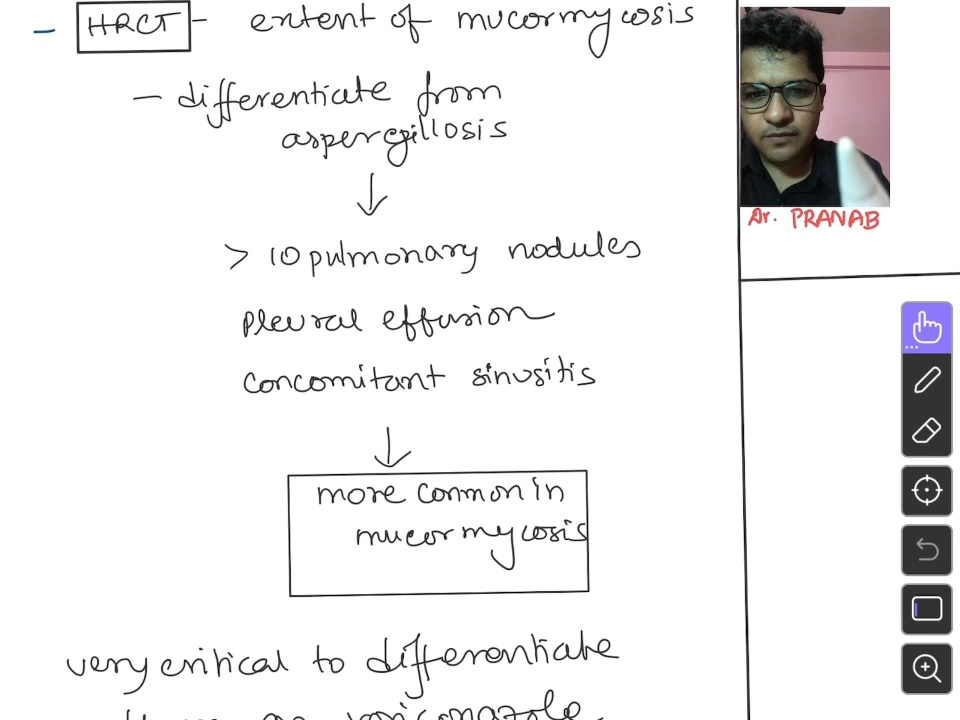 - HRCT - extent of mucormycosis
- differentiate from
aspergillosis
↓
> 10 pulmonary nodules
pleural effusion
concomitant sinusitis
↓
more common in
mucormycosis
very critical to differentiate
voriconazole
Dr. PRANAB